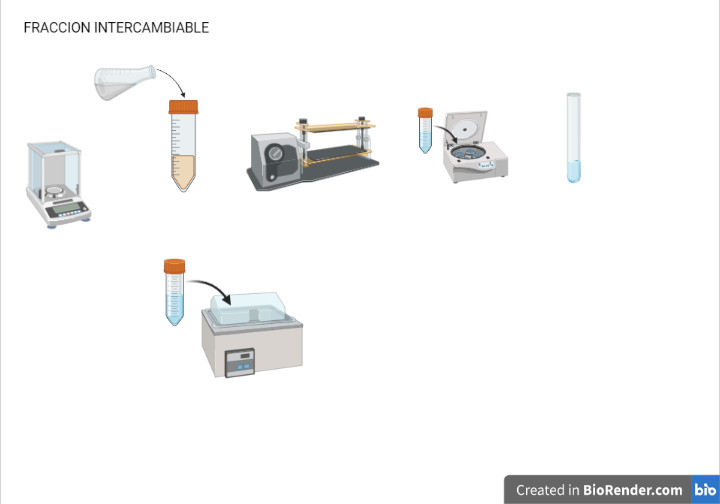 FRACCION INTERCAMBIABLE
Created in BioRender.com bio